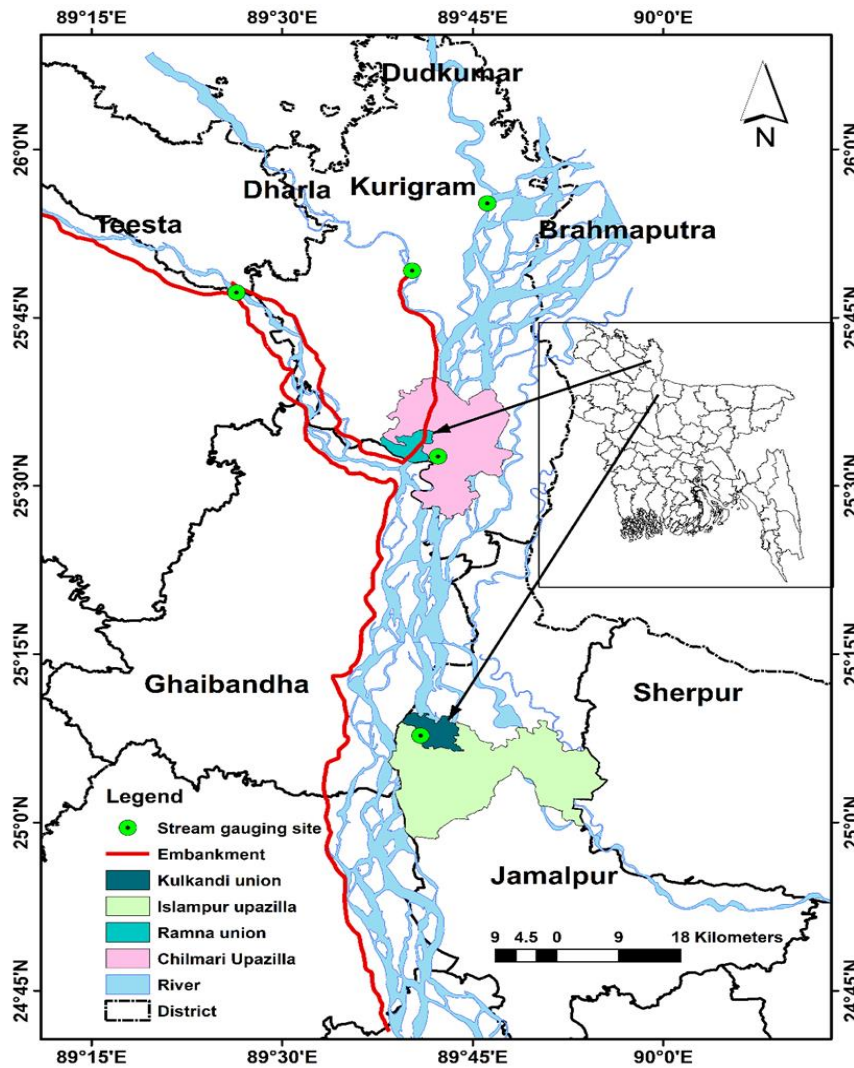 89°15'E 89°30'E 89°45'E 90°0'E
Dudkumar
N
26°0'N 26°0'N
Dharla Kurigram
Teesta Brahmaputra
25°45'N 25°45'N
25°30'N 25°30'N
25°15'N 25°15'N
Ghaibandha Sherpur
Legend
25°0'N 25°0'N
Stream gauging site
Embankment
Kulkandi union
Jamalpur
Islampur upazilla
Ramna union
9 4.5 0 9 18 Kilometers
Chilmari Upazilla
River
24°45'N 24°45'N
District
89°15'E 89°30'E 89°45'E 90°0'E